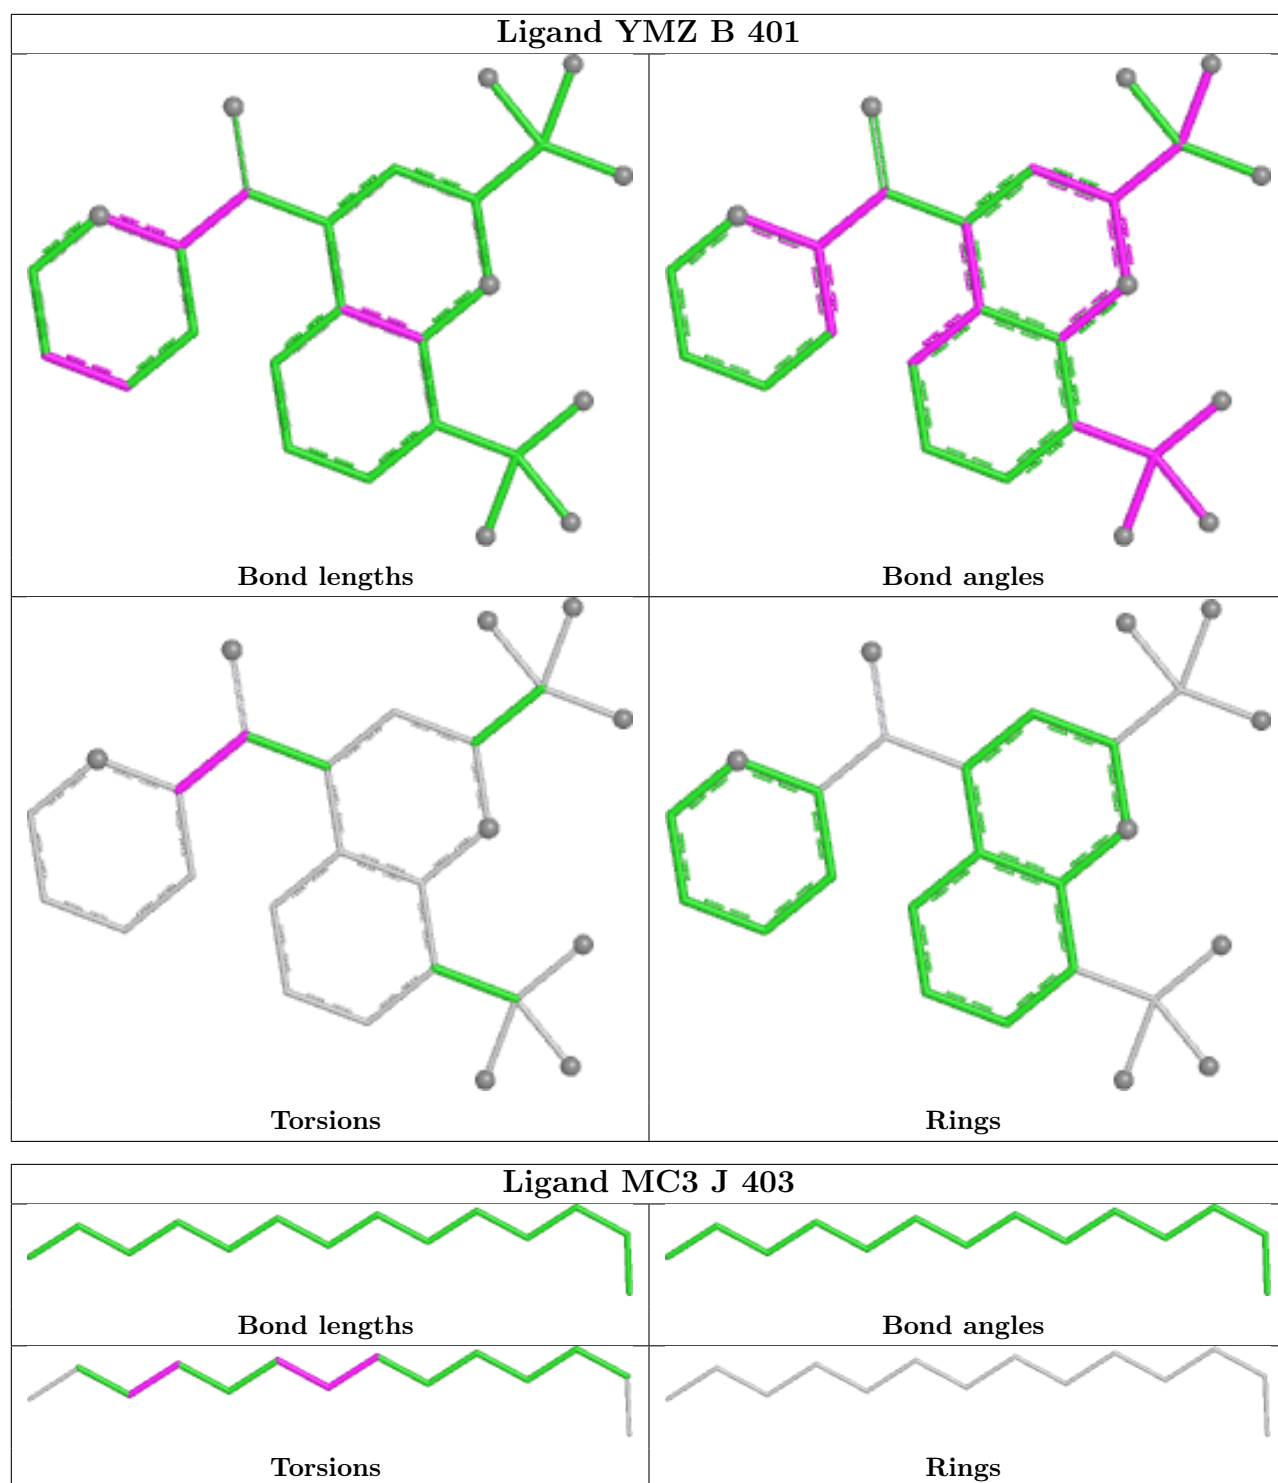 Ligand YMZ B 401
Bond lengths
Bond angles
Torsions
Rings
Ligand MC3 J 403
Bond lengths
Bond angles
Torsions
Rings